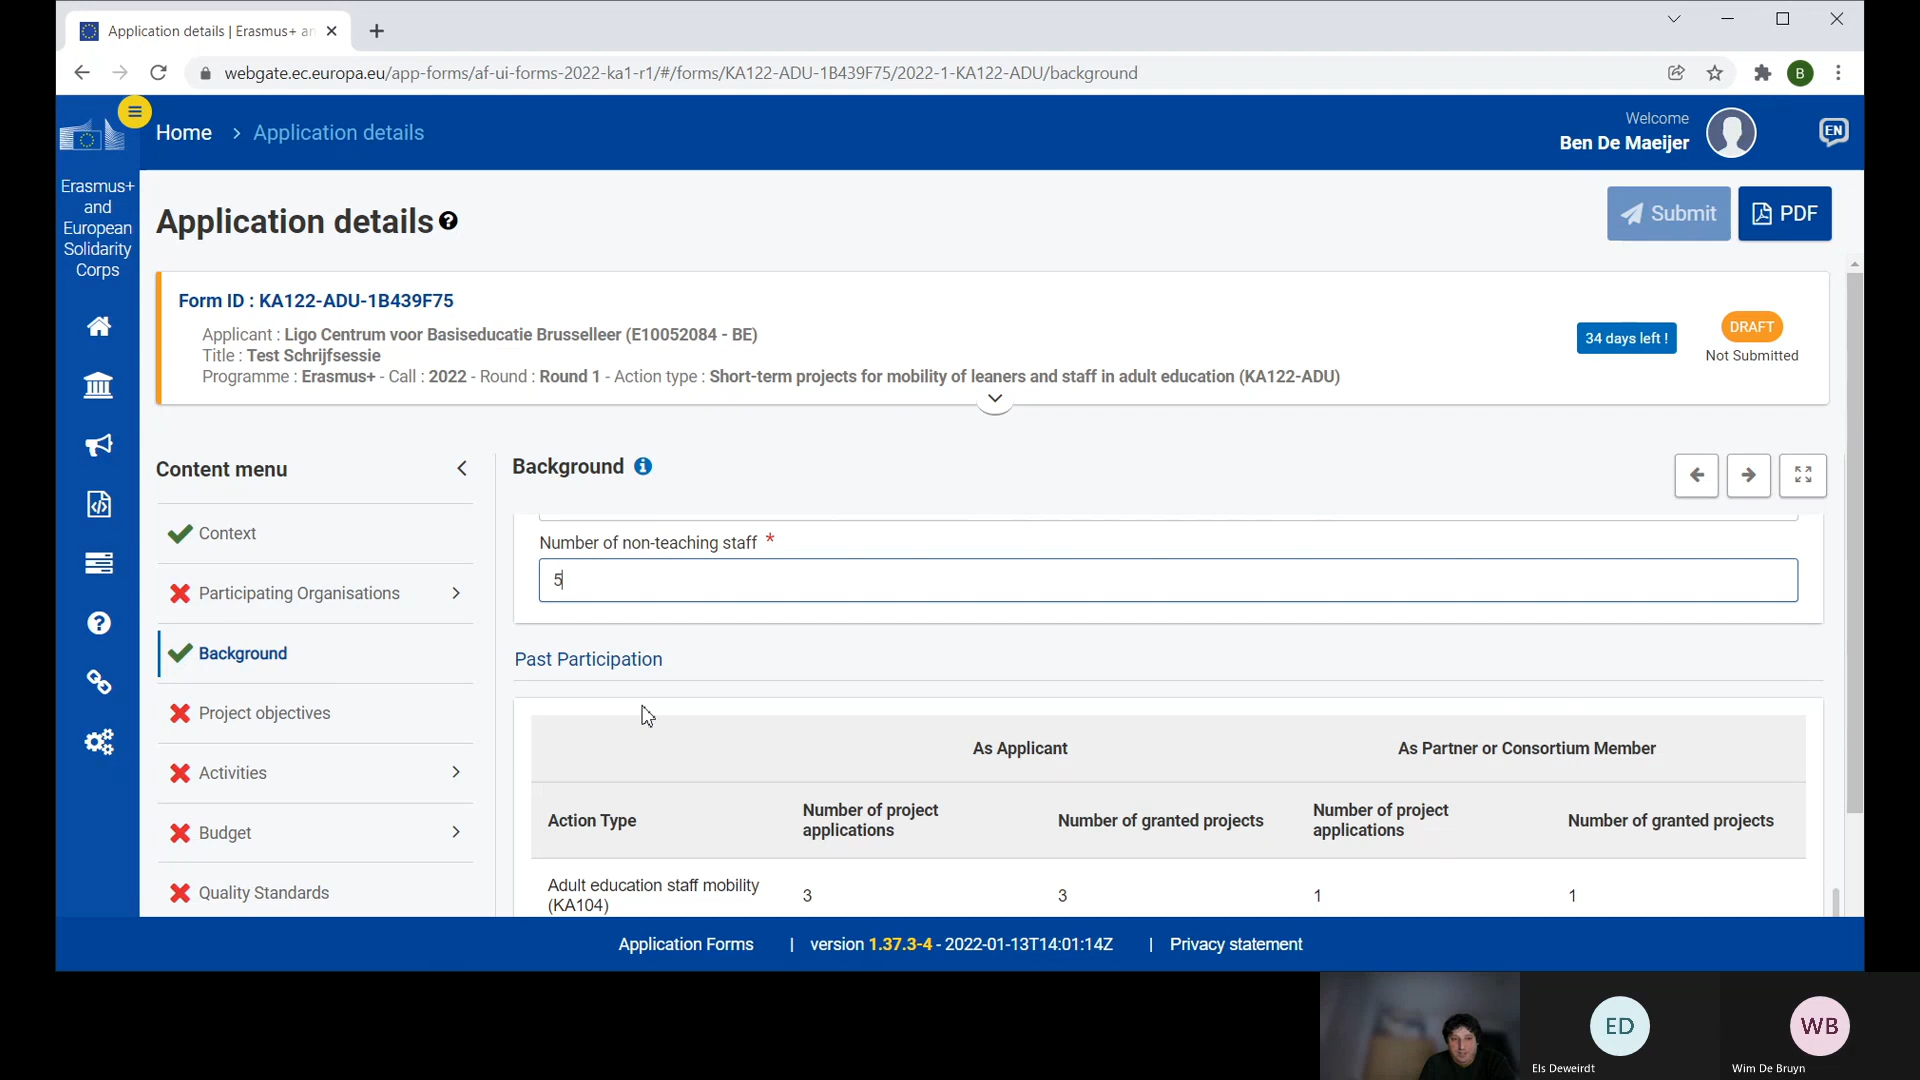 Application details | Erasmus+ an
webgate.ec.europa.eu/app-forms/af-ui-forms-2022-ka1-r1/#/forms/KA122-ADU-1B439F75/2022-1-KA122-ADU/background
B
Home > Application details
Welcome
Ben De Maeijer
EN
Erasmus+
and
European
Solidarity
Corps
Application details
Submit
PDF
Form ID : KA122-ADU-1B439F75
Applicant : Ligo Centrum voor Basiseducatie Brusselleer (E10052084 - BE)
Title : Test Schrijfsessie
Programme : Erasmus+ - Call : 2022 - Round : Round 1 - Action type : Short-term projects for mobility of leaners and staff in adult education (KA122-ADU)
34 days left !
DRAFT
Not Submitted
Content menu
Context
Participating Organisations
Background
Project objectives
Activities
Budget
Quality Standards
Background
Number of non-teaching staff *
5
Past Participation
As Applicant
As Partner or Consortium Member
Action Type
Number of project
applications
Number of granted projects
Number of project
applications
Number of granted projects
Adult education staff mobility
(KA104)
3
3
1
1
Application Forms | version 1.37.3-4 - 2022-01-13T14:01:14Z | Privacy statement
ED
Els Deweirdt
WB
Wim De Bruyn